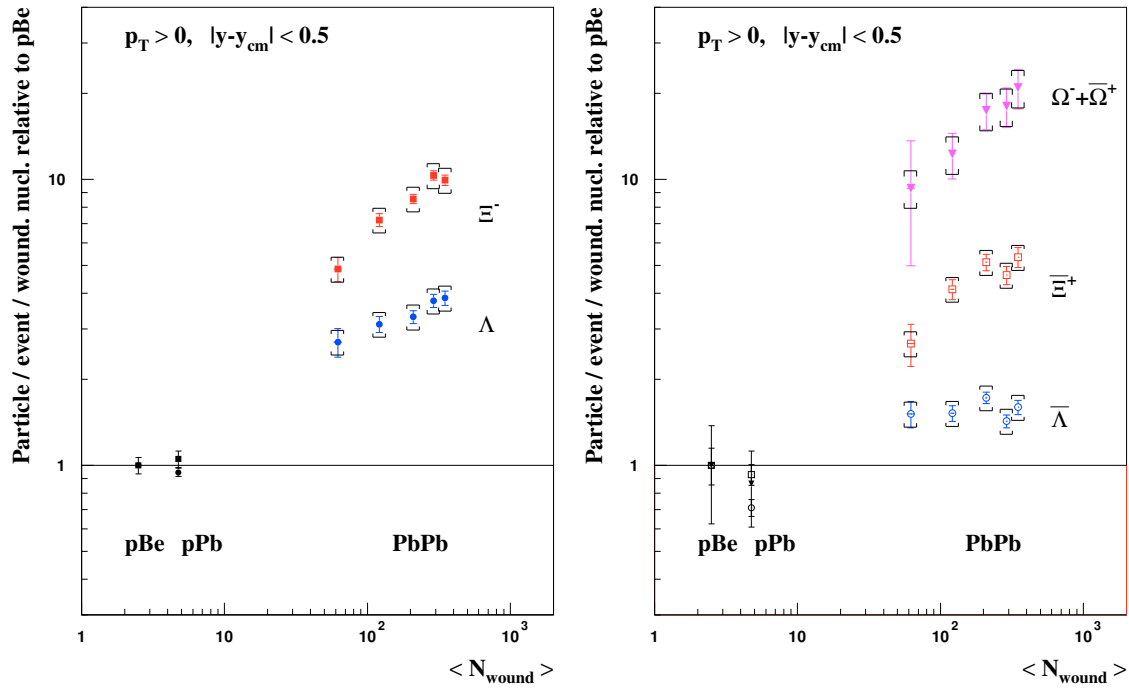 Particle / event / wound. nucl. relative to pBe
p_T > 0, |y-y_cm| < 0.5
10
1
Ξ⁻
Λ
pBe pPb PbPb
1 10 10² 10³
< N_wound >
Particle / event / wound. nucl. relative to pBe
p_T > 0, |y-y_cm| < 0.5
10
1
Ω⁻+Ω̅⁺
Ξ̅⁺
Λ̅
pBe pPb PbPb
1 10 10² 10³
< N_wound >